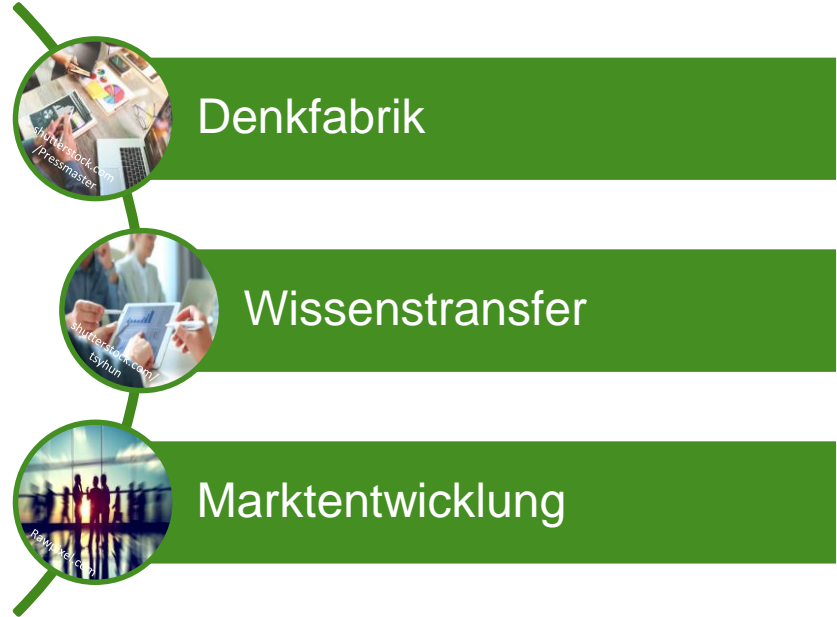 shutterstock.com
/Pressmaster
Denkfabrik
shutterstock.com/
tsyhun
Wissenstransfer
Rawpixel.com
Marktentwicklung